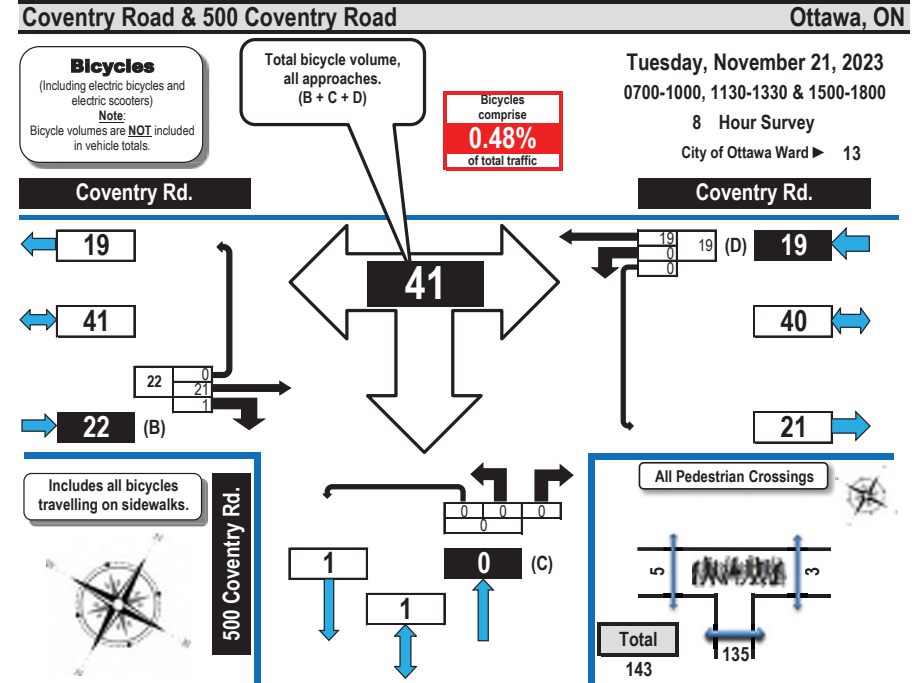 Coventry Road & 500 Coventry Road
Ottawa, ON
Bicycles
(Including electric bicycles and
electric scooters)
Note:
Bicycle volumes are NOT included
in vehicle totals.
Total bicycle volume,
all approaches.
(B + C + D)
Bicycles
comprise
0.48%
of total traffic
Tuesday, November 21, 2023
0700-1000, 1130-1330 & 1500-1800
8 Hour Survey
City of Ottawa Ward ► 13
Coventry Rd.
Coventry Rd.
19
41
22
0
21
1
22 (B)
41
19
0
0
19
(D)
19
40
21
Includes all bicycles
travelling on sidewalks.
500 Coventry Rd.
0 0 0
0
1
0 (C)
1
All Pedestrian Crossings
5
3
135
Total
143